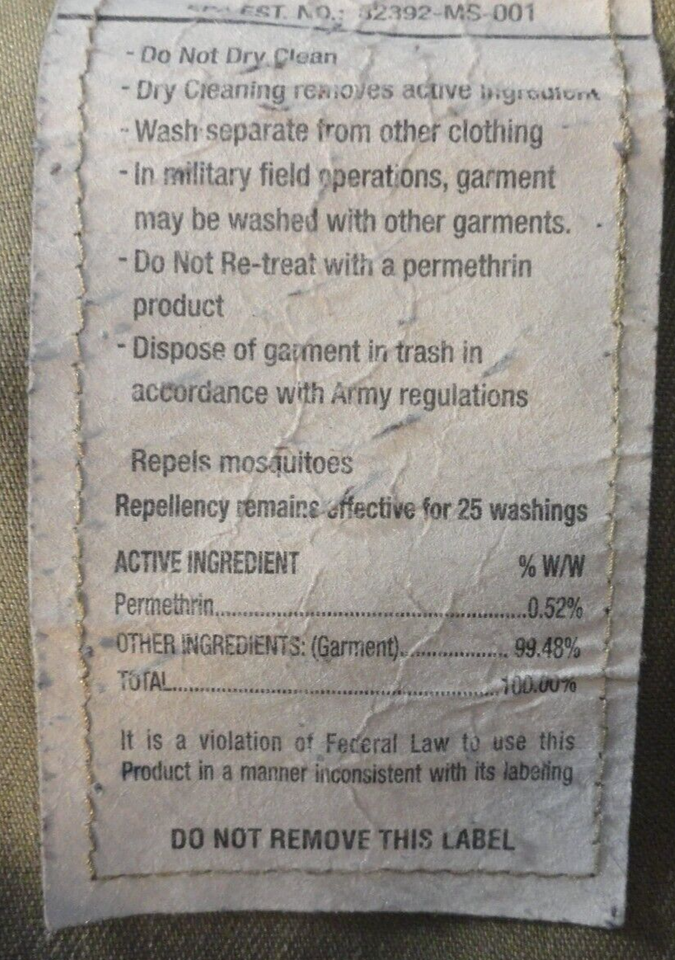 EST. NO.: 52392-MS-001
- Do Not Dry Clean
- Dry Cleaning removes active ingredient
- Wash separate from other clothing
- In military field operations, garment
may be washed with other garments.
- Do Not Re-treat with a permethrin
product
- Dispose of garment in trash in
accordance with Army regulations
Repels mosquitoes
Repellency remains effective for 25 washings
ACTIVE INGREDIENT % W/W
Permethrin..........................................0.52%
OTHER INGREDIENTS: (Garment)............... 99.48%
TOTAL..............................................100.00%
It is a violation of Federal Law to use this
Product in a manner inconsistent with its labeling
DO NOT REMOVE THIS LABEL